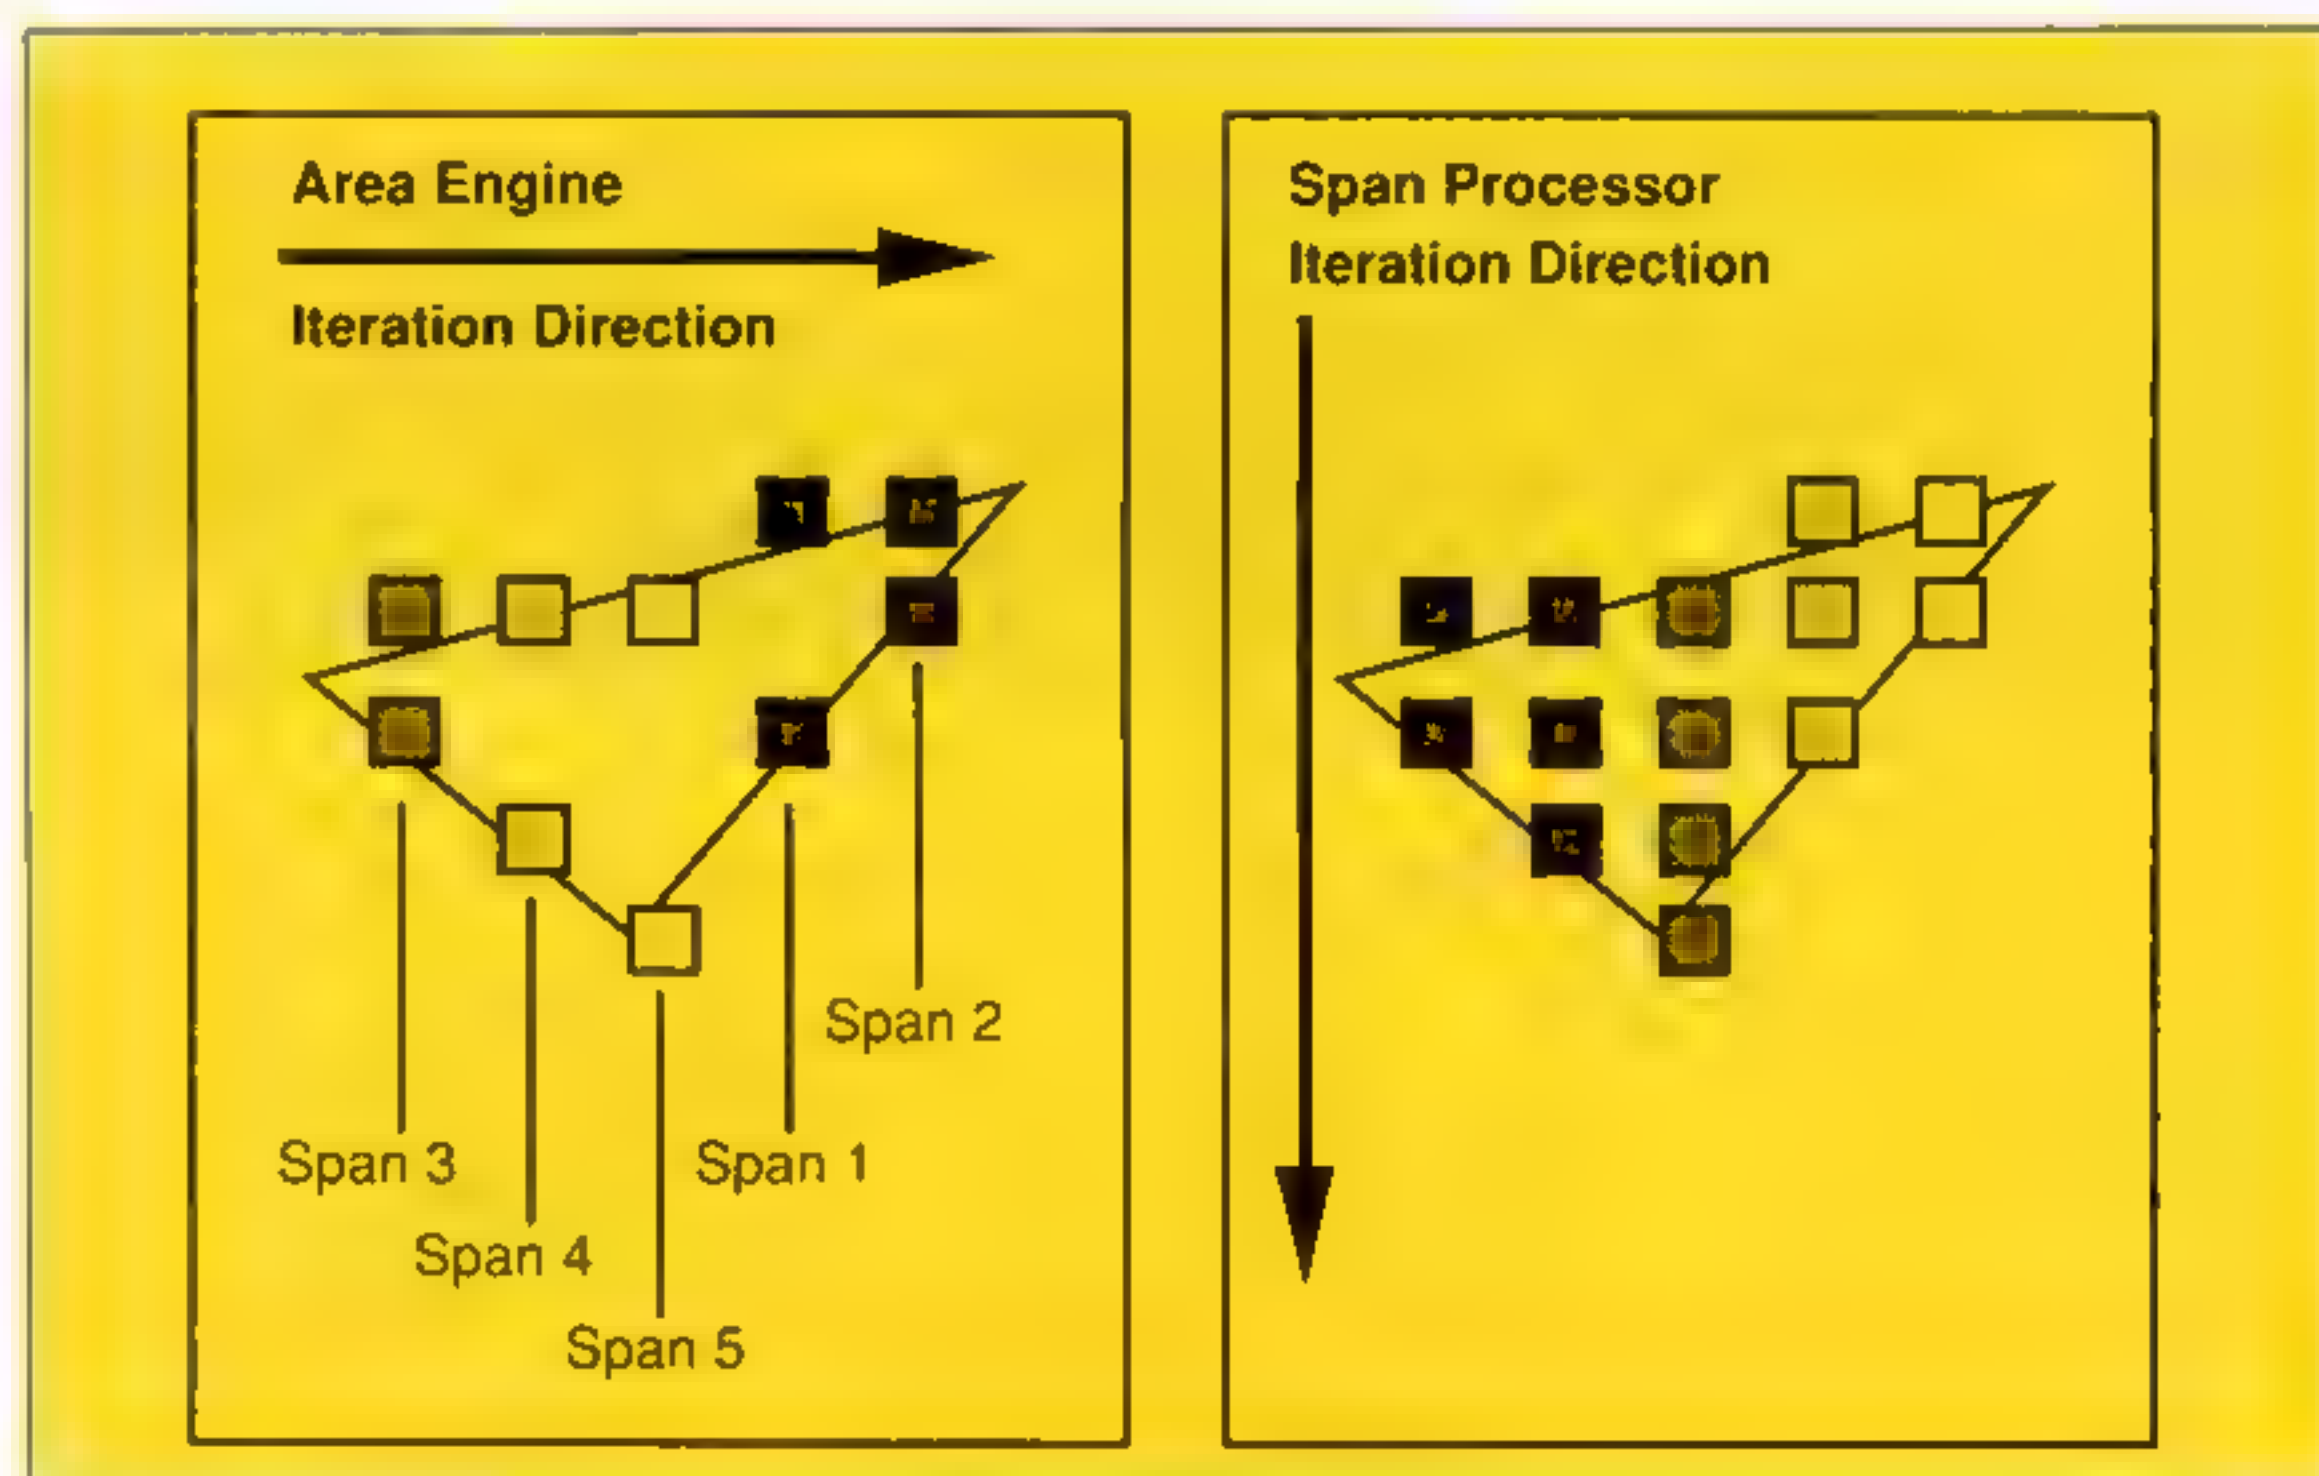 Area Engine
Iteration Direction
Span 2
Span 3
Span 1
Span 4
Span 5
Span Processor
Iteration Direction